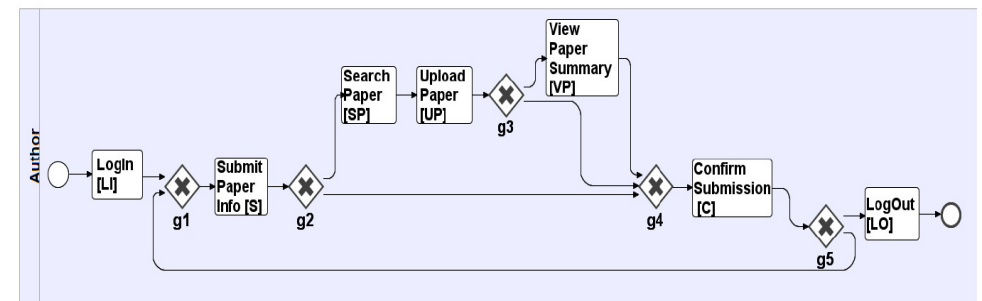 Author
LogIn
[LI]
g1
Submit
Paper
Info [S]
g2
Search
Paper
[SP]
Upload
Paper
[UP]
g3
View
Paper
Summary
[VP]
g4
Confirm
Submission
[C]
g5
LogOut
[LO]